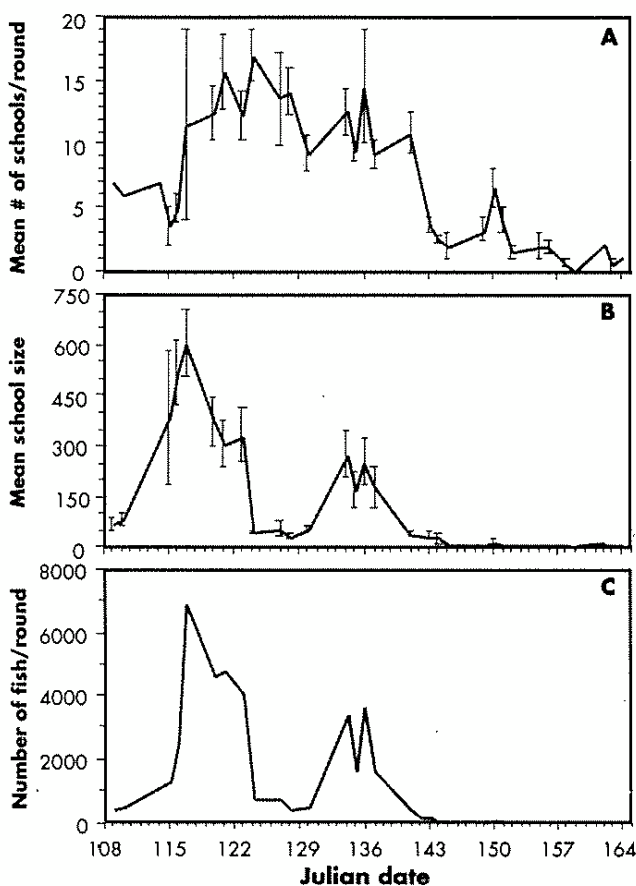 20
15
10
5
0
Mean # of schools/round
A
750
600
450
300
150
0
Mean school size
B
8000
6000
4000
2000
0
Number of fish/round
C
108 115 122 129 136 143 150 157 164
Julian date